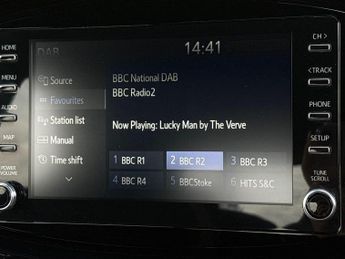 DAB
14:41
CH >
HOME
MENU
AUDIO
MAP
POWER
VOLUME
< TRACK
PHONE
SETUP
TUNE
SCROLL
Source
Favourites
Station list
Manual
Time shift
BBC National DAB
BBC Radio2
Now Playing: Lucky Man by The Verve
1 BBC R1
2 BBC R2
3 BBC R3
4 BBC R4
5 BBCStoke
6 HITS S&C